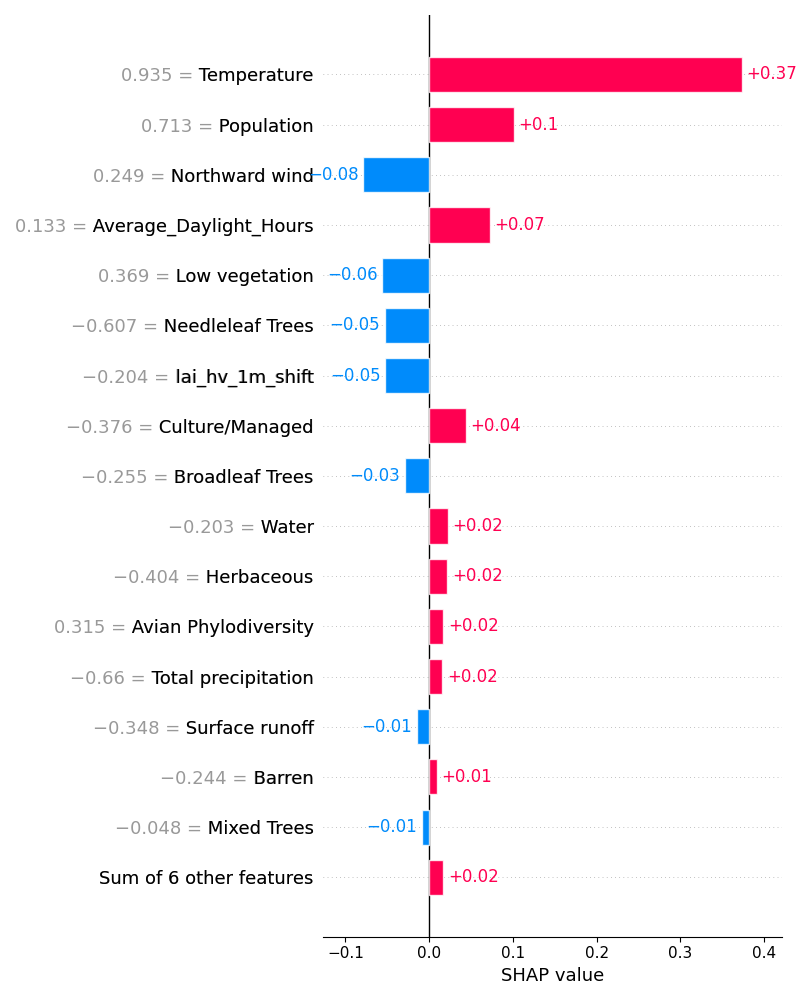 0.935 = Temperature +0.37
0.713 = Population +0.1
0.249 = Northward wind −0.08
0.133 = Average_Daylight_Hours +0.07
0.369 = Low vegetation −0.06
−0.607 = Needleleaf Trees −0.05
−0.204 = lai_hv_1m_shift −0.05
−0.376 = Culture/Managed +0.04
−0.255 = Broadleaf Trees −0.03
−0.203 = Water +0.02
−0.404 = Herbaceous +0.02
0.315 = Avian Phylodiversity +0.02
−0.66 = Total precipitation +0.02
−0.348 = Surface runoff −0.01
−0.244 = Barren +0.01
−0.048 = Mixed Trees −0.01
Sum of 6 other features +0.02
−0.1 0.0 0.1 0.2 0.3 0.4
SHAP value